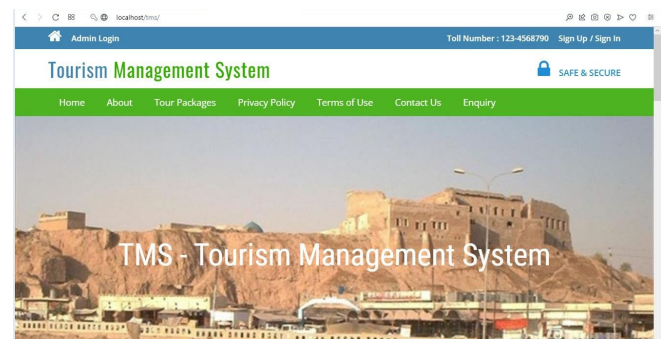 localhost/tms/
Admin Login Toll Number : 123-4568790 Sign Up / Sign In
Tourism Management System SAFE & SECURE
Home About Tour Packages Privacy Policy Terms of Use Contact Us Enquiry
TMS - Tourism Management System